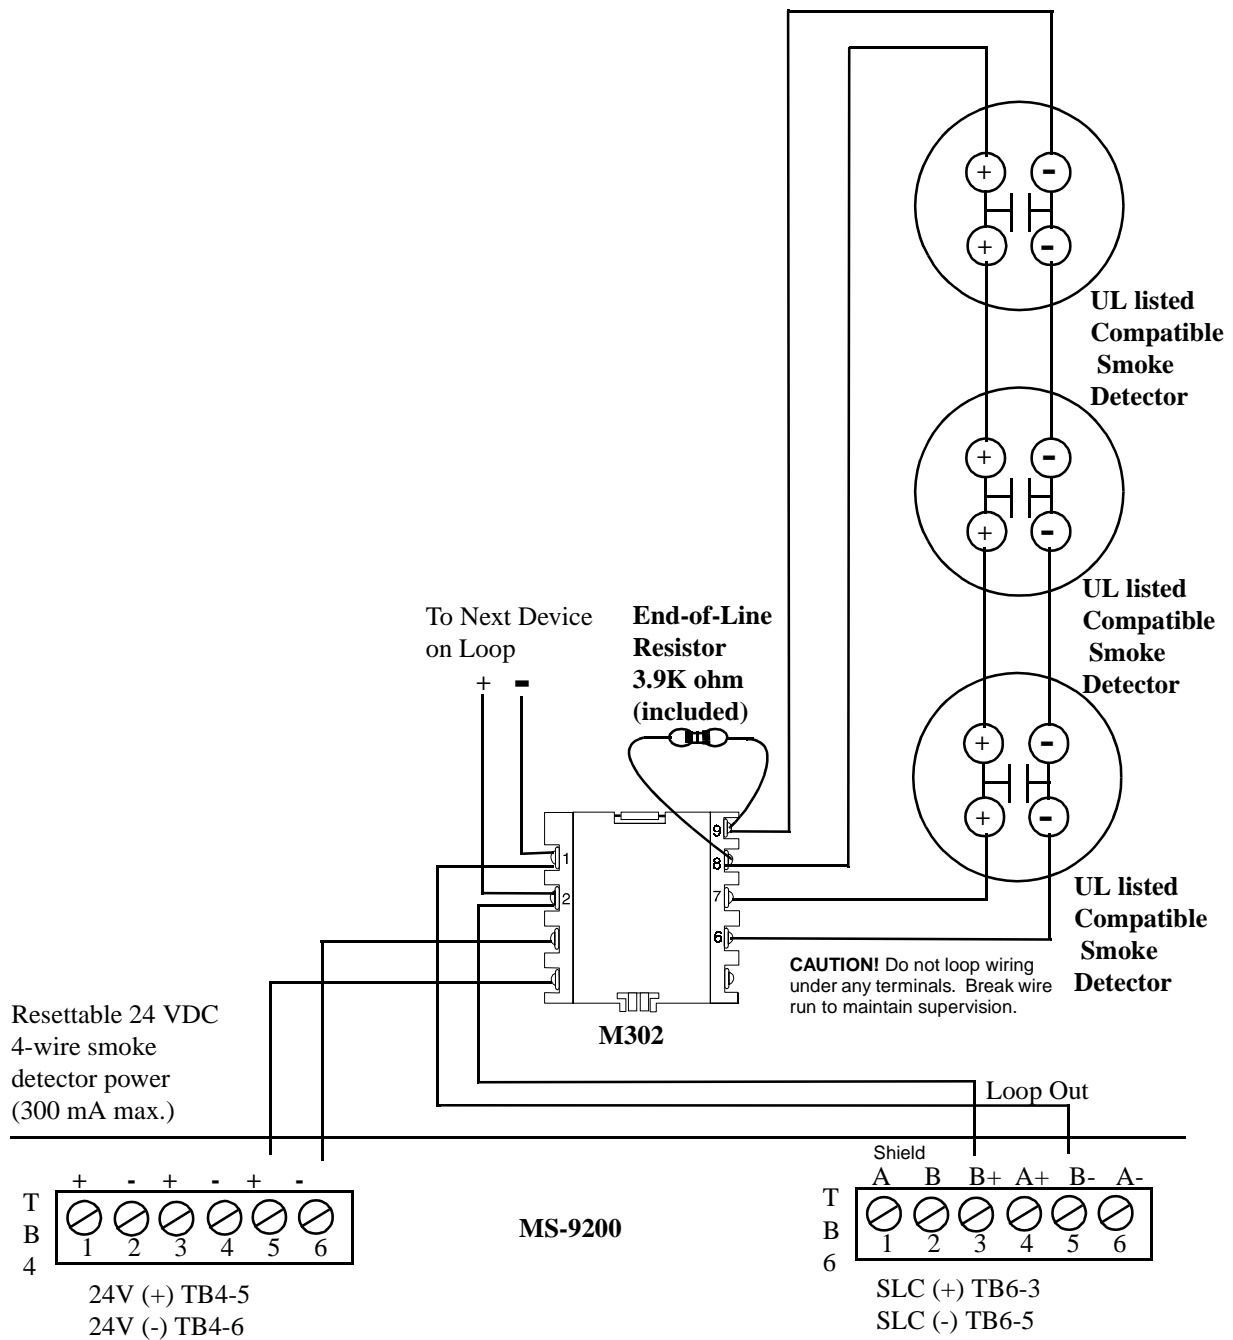 + -
+ -
UL listed
Compatible
Smoke
Detector
+ -
+ -
UL listed
Compatible
Smoke
Detector
To Next Device
on Loop
+ -
End-of-Line
Resistor
3.9K ohm
(included)
+ -
+ -
1
2
9
8
7
6
UL listed
Compatible
Smoke
Detector
CAUTION! Do not loop wiring
under any terminals. Break wire
run to maintain supervision.
M302
Resettable 24 VDC
4-wire smoke
detector power
(300 mA max.)
Loop Out
+ - + - + -
T
B
4
1 2 3 4 5 6
24V (+) TB4-5
24V (-) TB4-6
MS-9200
Shield
A B B+ A+ B- A-
T
B
6
1 2 3 4 5 6
SLC (+) TB6-3
SLC (-) TB6-5